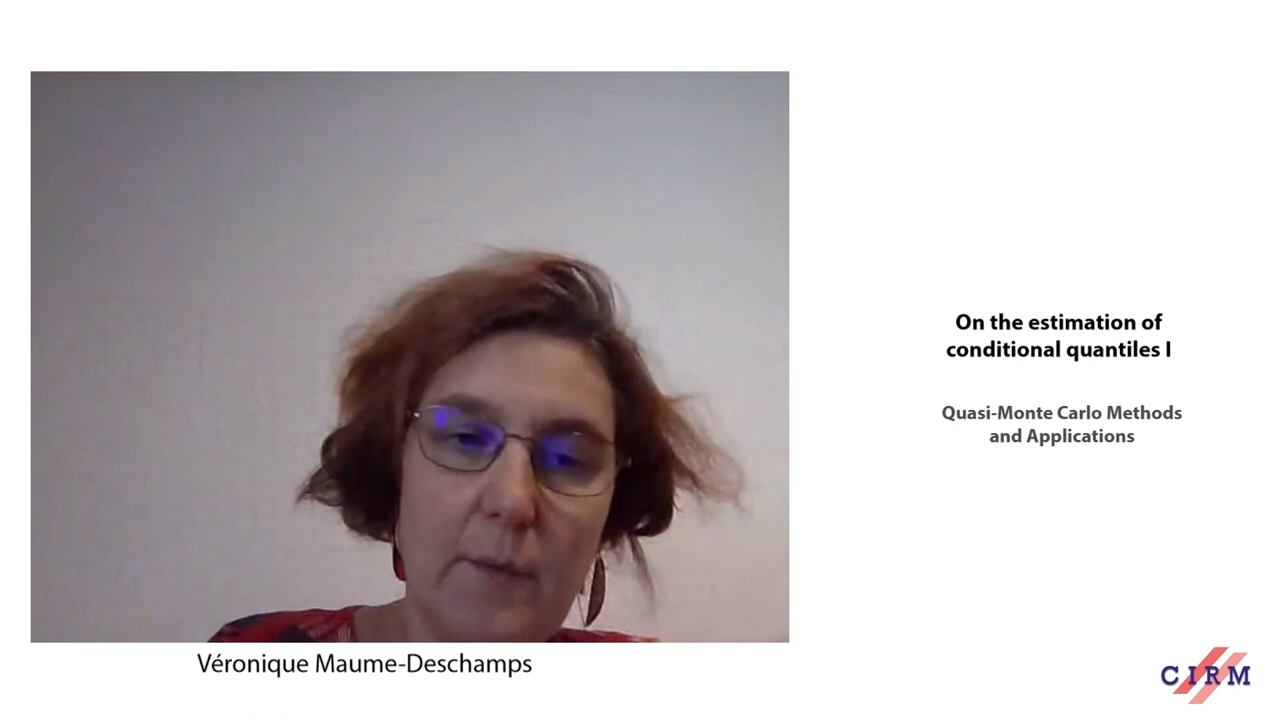 On the estimation of
conditional quantiles I
Quasi-Monte Carlo Methods
and Applications
Véronique Maume-Deschamps
CIRM